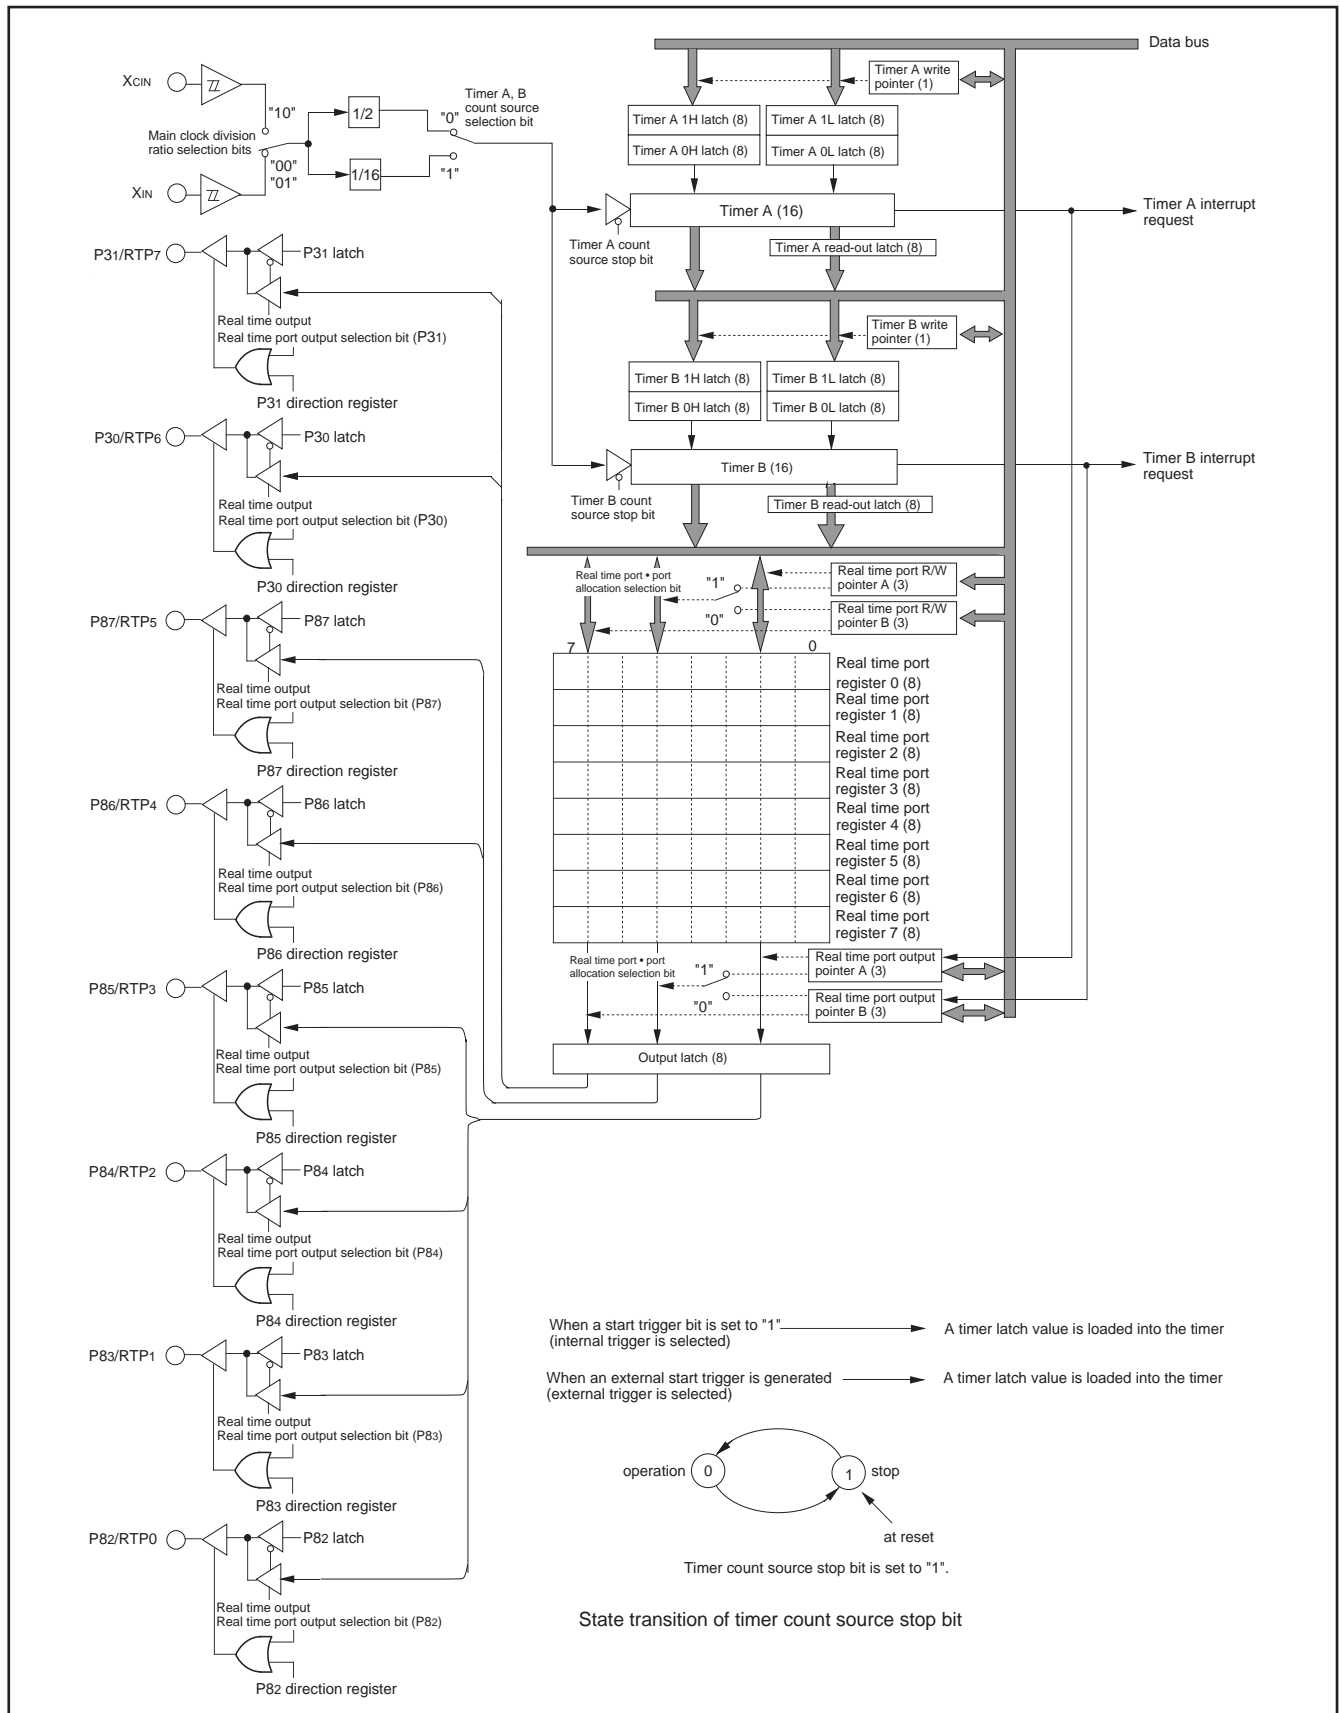 Data bus
XCIN
"10"
Main clock division
ratio selection bits
"00"
"01"
XIN
1/2
1/16
"0"
"1"
Timer A, B
count source
selection bit
Timer A write
pointer (1)
Timer A 1H latch (8)
Timer A 1L latch (8)
Timer A 0H latch (8)
Timer A 0L latch (8)
Timer A (16)
Timer A interrupt
request
Timer A count
source stop bit
Timer A read-out latch (8)
Timer B write
pointer (1)
Timer B 1H latch (8)
Timer B 1L latch (8)
Timer B 0H latch (8)
Timer B 0L latch (8)
Timer B (16)
Timer B interrupt
request
Timer B count
source stop bit
Timer B read-out latch (8)
Real time port • port
allocation selection bit
"1"
"0"
Real time port R/W
pointer A (3)
Real time port R/W
pointer B (3)
7
0
Real time port
register 0 (8)
Real time port
register 1 (8)
Real time port
register 2 (8)
Real time port
register 3 (8)
Real time port
register 4 (8)
Real time port
register 5 (8)
Real time port
register 6 (8)
Real time port
register 7 (8)
Real time port • port
allocation selection bit
"1"
"0"
Real time port output
pointer A (3)
Real time port output
pointer B (3)
Output latch (8)
P31/RTP7
P31 latch
Real time output
Real time port output selection bit (P31)
P31 direction register
P30/RTP6
P30 latch
Real time output
Real time port output selection bit (P30)
P30 direction register
P87/RTP5
P87 latch
Real time output
Real time port output selection bit (P87)
P87 direction register
P86/RTP4
P86 latch
Real time output
Real time port output selection bit (P86)
P86 direction register
P85/RTP3
P85 latch
Real time output
Real time port output selection bit (P85)
P85 direction register
P84/RTP2
P84 latch
Real time output
Real time port output selection bit (P84)
P84 direction register
P83/RTP1
P83 latch
Real time output
Real time port output selection bit (P83)
P83 direction register
P82/RTP0
P82 latch
Real time output
Real time port output selection bit (P82)
P82 direction register
When a start trigger bit is set to "1"
(internal trigger is selected)
A timer latch value is loaded into the timer
When an external start trigger is generated
(external trigger is selected)
A timer latch value is loaded into the timer
operation
0
1
stop
at reset
Timer count source stop bit is set to "1".
State transition of timer count source stop bit